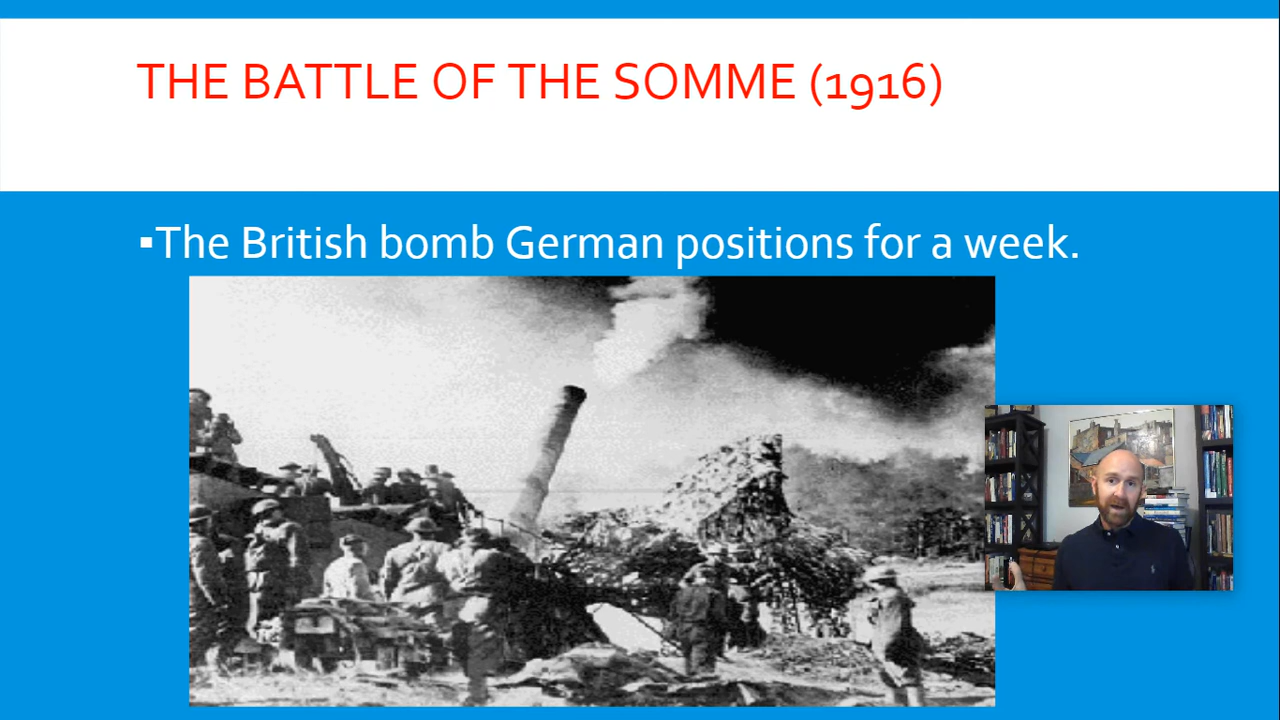 THE BATTLE OF THE SOMME (1916)
▪The British bomb German positions for a week.